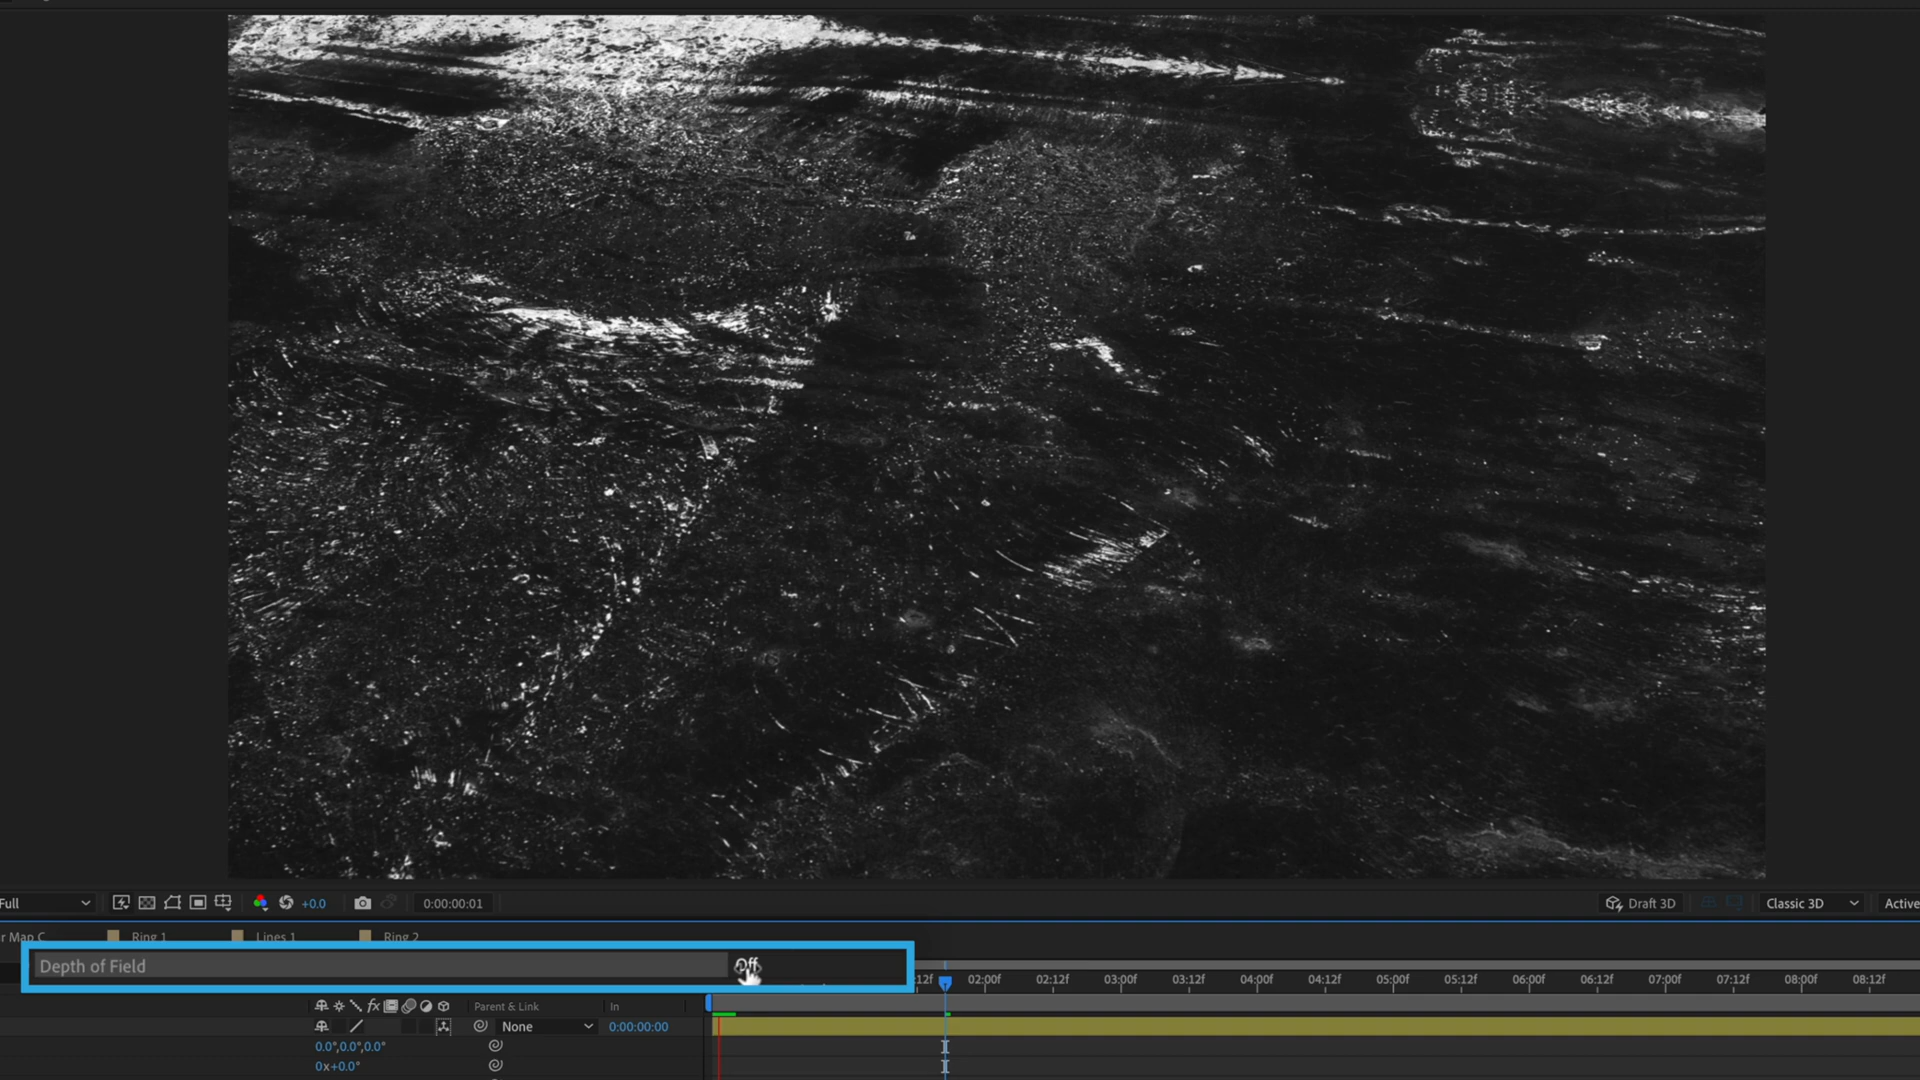 Full
+0.0
0:00:00:01
Draft 3D
Classic 3D
Active
r Map C
Ring 1
Lines 1
Ring 2
Depth of Field
Off
:12f
02:00f
02:12f
03:00f
03:12f
04:00f
04:12f
05:00f
05:12f
06:00f
06:12f
07:00f
07:12f
08:00f
08:12f
fx
Parent & Link
In
None
0:00:00:00
0.0°,0.0°,0.0°
0x+0.0°